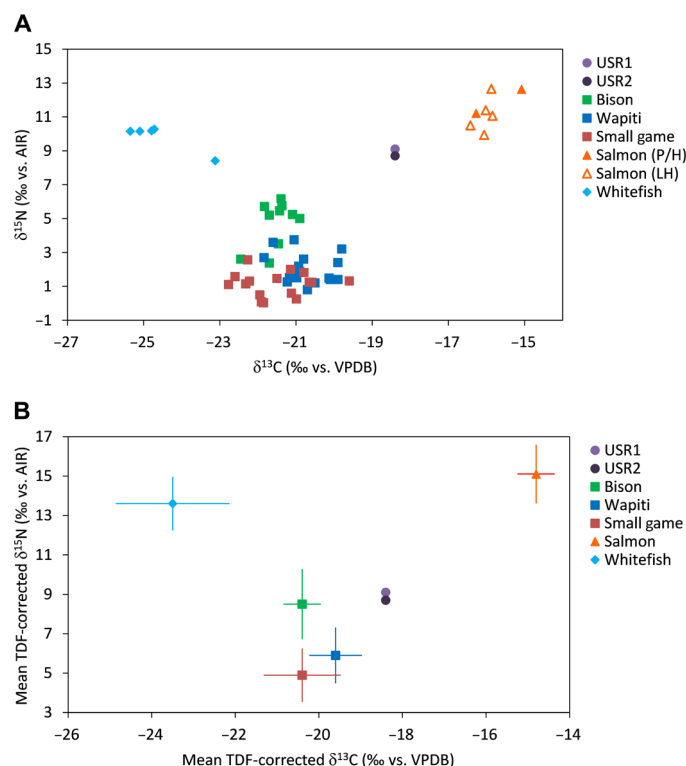 A
15
13
11
9
7
5
3
1
−1
δ¹⁵N (‰ vs. AIR)
−27 −25 −23 −21 −19 −17 −15
δ¹³C (‰ vs. VPDB)
USR1
USR2
Bison
Wapiti
Small game
Salmon (P/H)
Salmon (LH)
Whitefish
B
17
15
13
11
9
7
5
3
Mean TDF-corrected δ¹⁵N (‰ vs. AIR)
−26 −24 −22 −20 −18 −16 −14
Mean TDF-corrected δ¹³C (‰ vs. VPDB)
USR1
USR2
Bison
Wapiti
Small game
Salmon
Whitefish